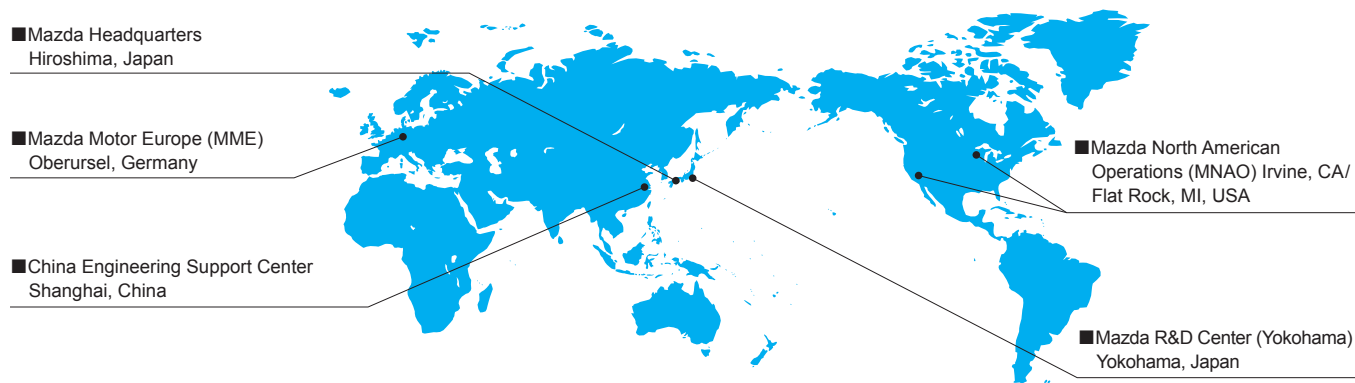 ■Mazda Headquarters
Hiroshima, Japan
■Mazda Motor Europe (MME)
Oberursel, Germany
■China Engineering Support Center
Shanghai, China
■Mazda North American
Operations (MNAO) Irvine, CA/
Flat Rock, MI, USA
■Mazda R&D Center (Yokohama)
Yokohama, Japan